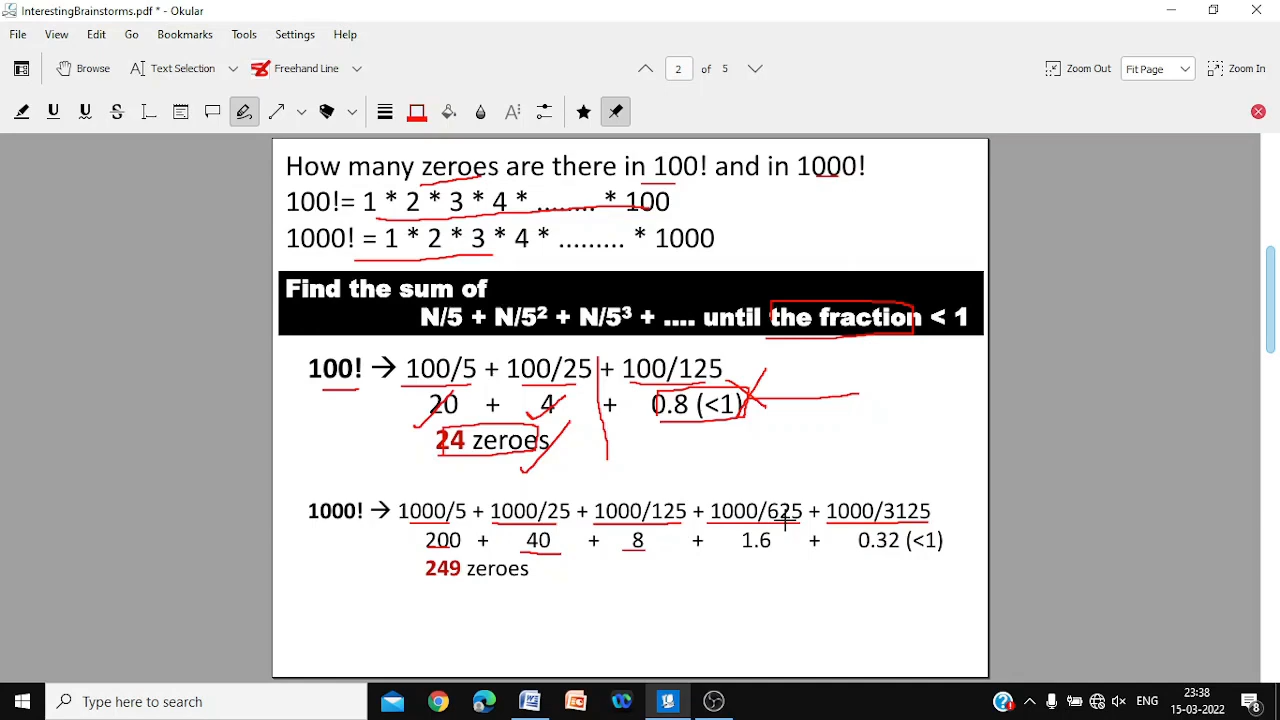 InterestingBrainstorms.pdf * - Okular
File View Edit Go Bookmarks Tools Settings Help
Browse Text Selection Freehand Line 2 of 5 Zoom Out Fit Page Zoom In
How many zeroes are there in 100! and in 1000!
100!= 1 * 2 * 3 * 4 * ........ * 100
1000! = 1 * 2 * 3 * 4 * ......... * 1000
Find the sum of
N/5 + N/5² + N/5³ + .... until the fraction < 1
100! → 100/5 + 100/25 + 100/125
20 + 4 + 0.8 (<1)
24 zeroes
1000! → 1000/5 + 1000/25 + 1000/125 + 1000/625 + 1000/3125
200 + 40 + 8 + 1.6 + 0.32 (<1)
249 zeroes
Type here to search
ENG
23:38
15-03-2022
8